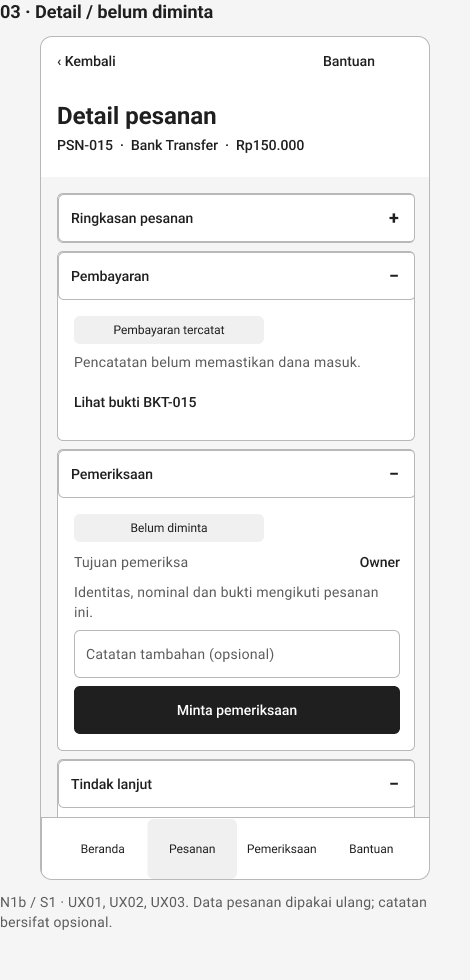 03 · Detail / belum diminta
‹ Kembali
Bantuan
Detail pesanan
PSN-015 · Bank Transfer · Rp150.000
Ringkasan pesanan +
Pembayaran −
Pembayaran tercatat
Pencatatan belum memastikan dana masuk.
Lihat bukti BKT-015
Pemeriksaan −
Belum diminta
Tujuan pemeriksa Owner
Identitas, nominal dan bukti mengikuti pesanan
ini.
Catatan tambahan (opsional)
Minta pemeriksaan
Tindak lanjut −
Beranda Pesanan Pemeriksaan Bantuan
N1b / S1 · UX01, UX02, UX03. Data pesanan dipakai ulang; catatan
bersifat opsional.